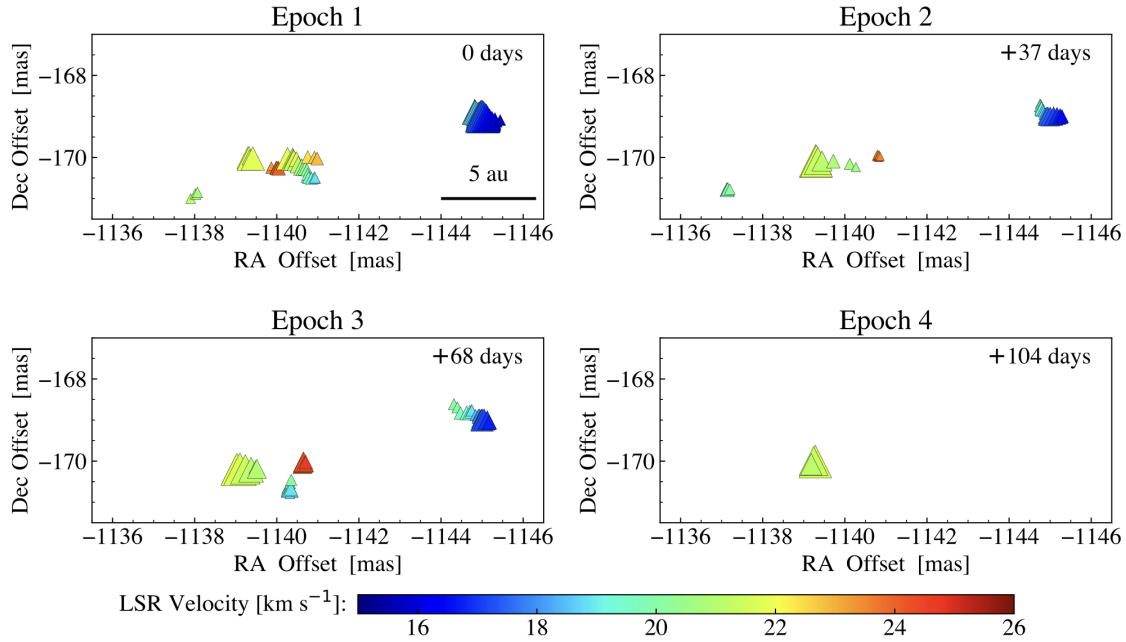 Epoch 1
Epoch 2
0 days
+37 days
5 au
Dec Offset [mas]
−168
−170
−1136 −1138 −1140 −1142 −1144 −1146
RA Offset [mas]
Dec Offset [mas]
−168
−170
−1136 −1138 −1140 −1142 −1144 −1146
RA Offset [mas]
Epoch 3
Epoch 4
+68 days
+104 days
Dec Offset [mas]
−168
−170
−1136 −1138 −1140 −1142 −1144 −1146
RA Offset [mas]
Dec Offset [mas]
−168
−170
−1136 −1138 −1140 −1142 −1144 −1146
RA Offset [mas]
LSR Velocity [km s⁻¹]:
16 18 20 22 24 26